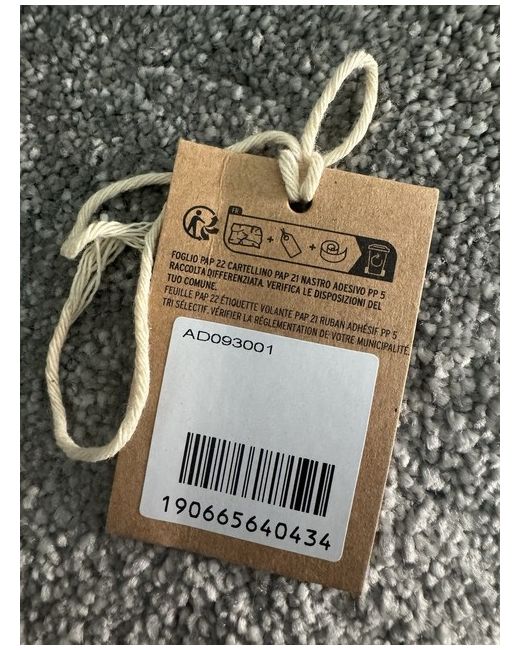 FR
FOGLIO PAP 22 CARTELLINO PAP 21 NASTRO ADESIVO PP 5
RACCOLTA DIFFERENZIATA. VERIFICA LE DISPOSIZIONI DEL
TUO COMUNE.
FEUILLE PAP 22 ÉTIQUETTE VOLANTE PAP 21 RUBAN ADHÉSIF PP 5
TRI SÉLECTIF. VÉRIFIER LA RÉGLEMENTATION DE VOTRE MUNICIPALITÉ.
AD093001
190665640434